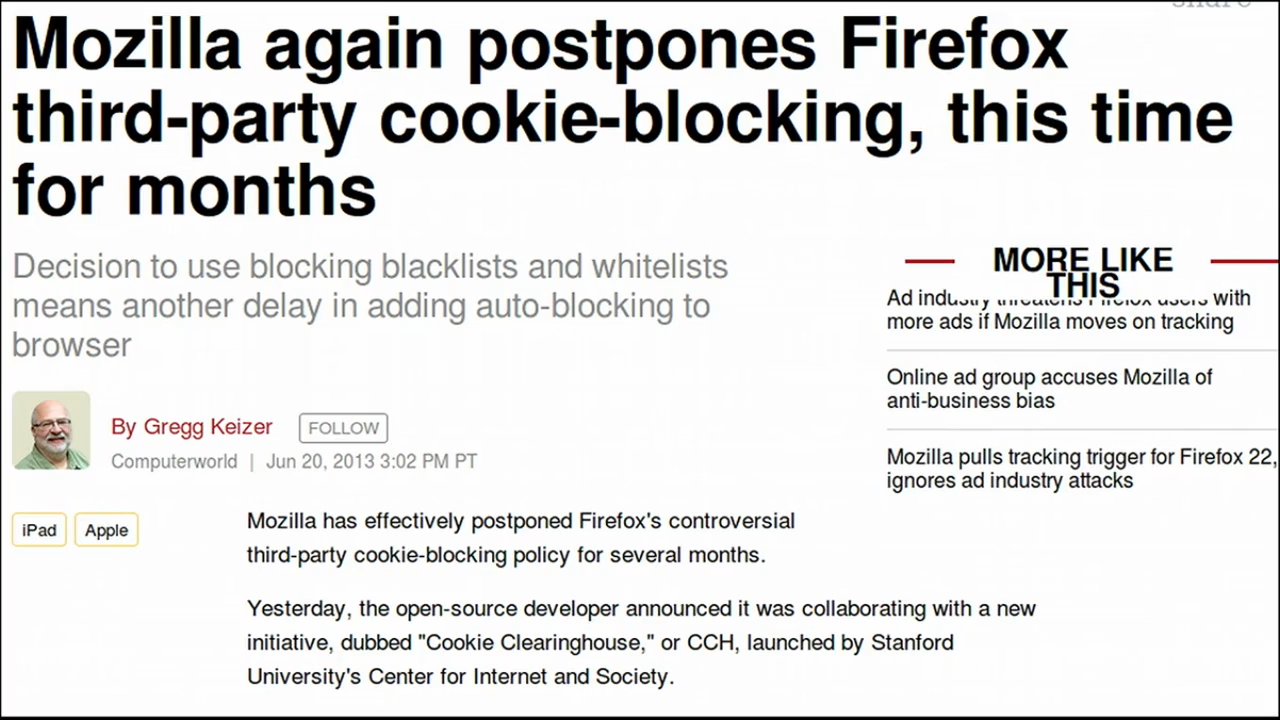 share
Mozilla again postpones Firefox
third-party cookie-blocking, this time
for months
Decision to use blocking blacklists and whitelists
means another delay in adding auto-blocking to
browser
By Gregg Keizer FOLLOW
Computerworld | Jun 20, 2013 3:02 PM PT
iPad Apple
Mozilla has effectively postponed Firefox's controversial
third-party cookie-blocking policy for several months.
Yesterday, the open-source developer announced it was collaborating with a new
initiative, dubbed "Cookie Clearinghouse," or CCH, launched by Stanford
University's Center for Internet and Society.
MORE LIKE
THIS
Ad industry threatens Firefox users with
more ads if Mozilla moves on tracking
Online ad group accuses Mozilla of
anti-business bias
Mozilla pulls tracking trigger for Firefox 22,
ignores ad industry attacks